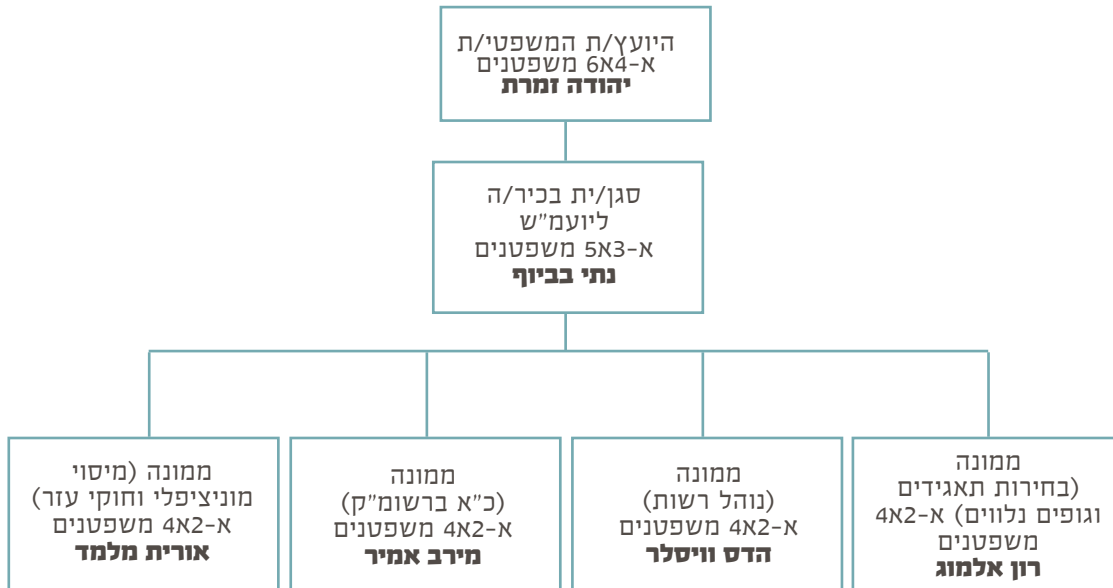 היועץ/ת המשפטי/ת
א-4א6 משפטנים
יהודה זמרת
סגן/ית בכיר/ה
ליועמ"ש
א-3א5 משפטנים
נתי בביוף
ממונה
(בחירות תאגידים
וגופים נלווים) א-2א4
משפטנים
רון אלמוג
ממונה
(נוהל רשות)
א-2א4 משפטנים
הדס וויסלר
ממונה
(כ"א ברשומ"ק)
א-2א4 משפטנים
מירב אמיר
ממונה (מיסוי
מוניציפלי וחוקי עזר)
א-2א4 משפטנים
אורית מלמד